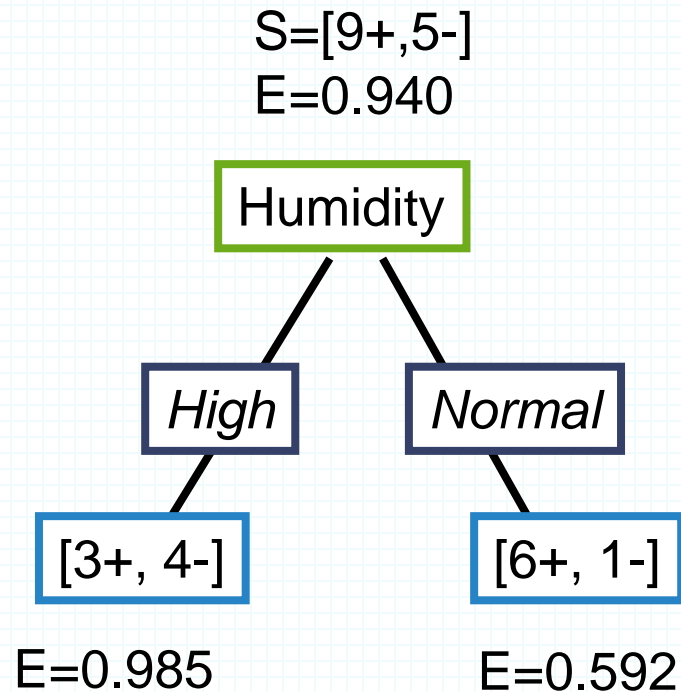 S=[9+,5-]
E=0.940
Humidity
High
Normal
[3+, 4-]
[6+, 1-]
E=0.985
E=0.592